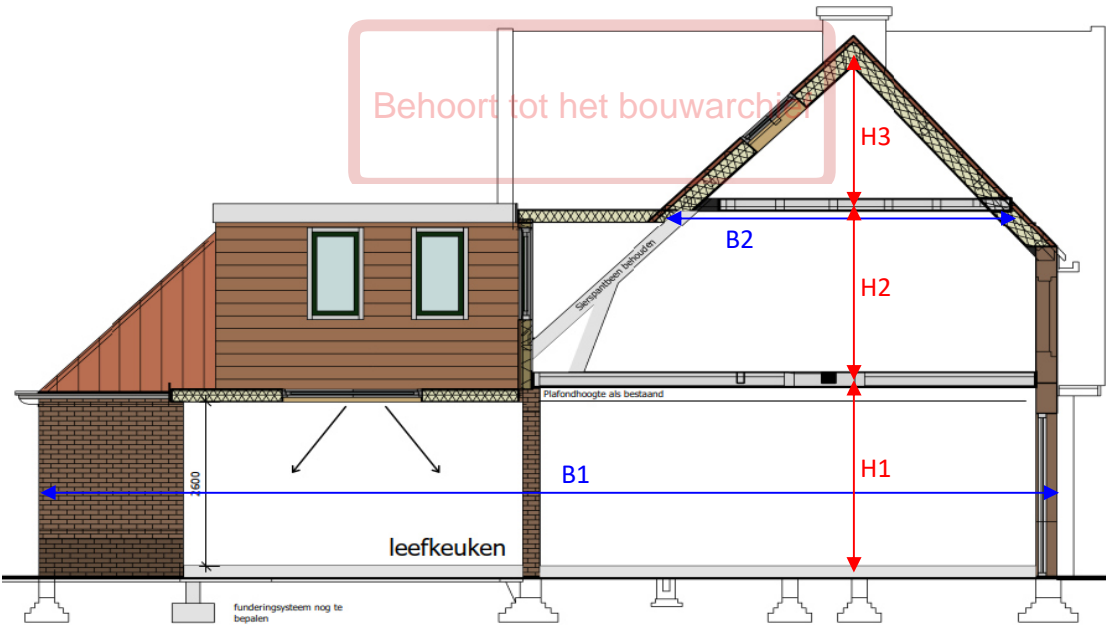 Behoort tot het bouwarchief
H3
B2
Sierspantbeen behouden
H2
Plafondhoogte als bestaand
2600
B1
H1
leefkeuken
funderingsysteem nog te
bepalen